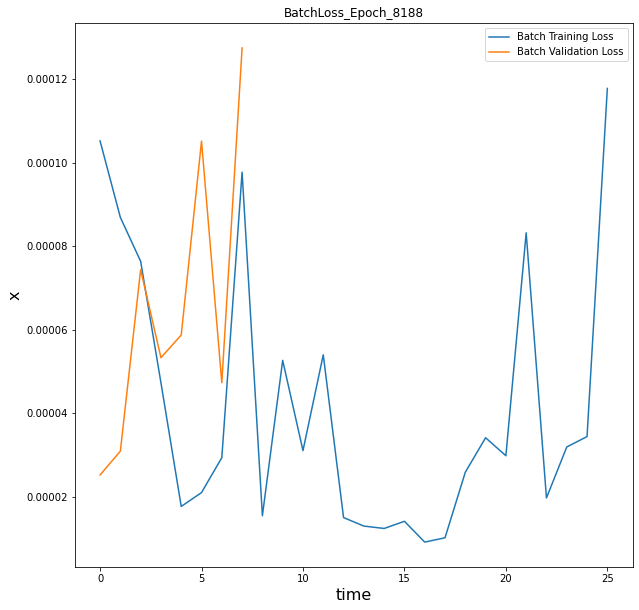 BatchLoss_Epoch_8188
Batch Training Loss
Batch Validation Loss
0.00012
0.00010
0.00008
0.00006
0.00004
0.00002
x
0 5 10 15 20 25
time